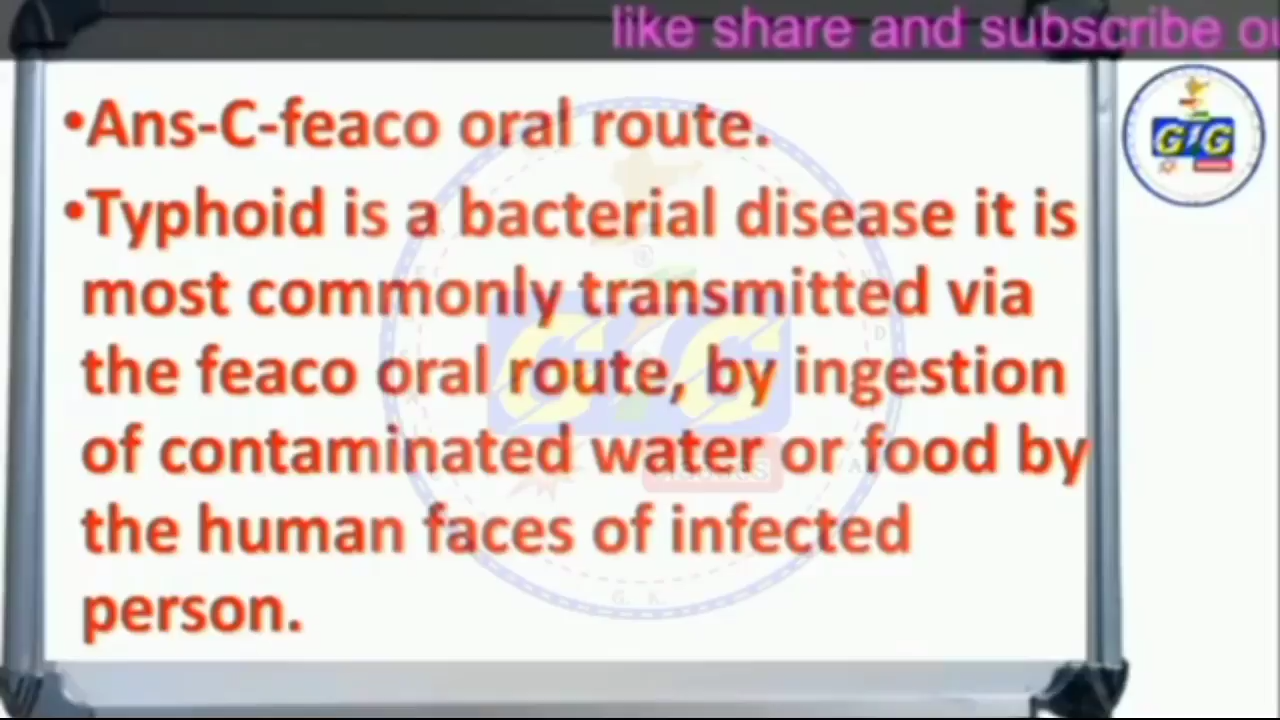 like share and subscribe ou
•Ans-C-feaco oral route.
•Typhoid is a bacterial disease it is
most commonly transmitted via
the feaco oral route, by ingestion
of contaminated water or food by
the human faces of infected
person.
GIG
G. K.